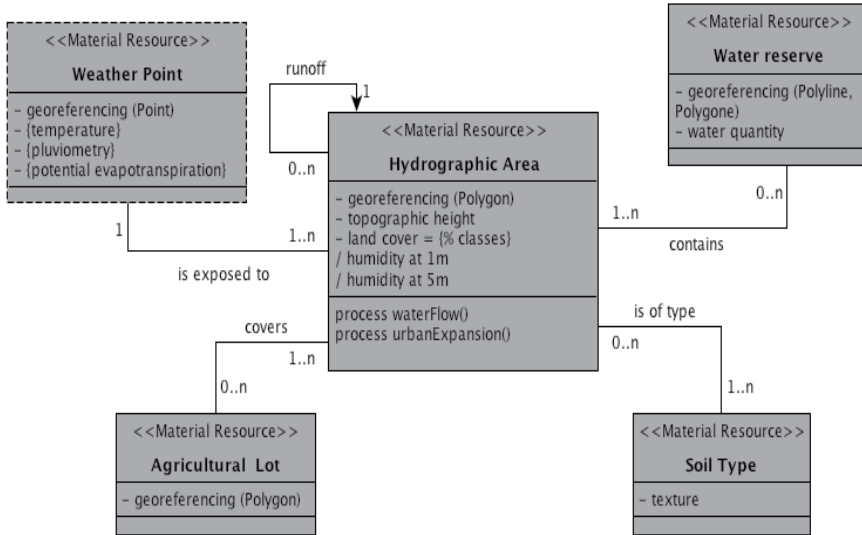 <<Material Resource>>
Weather Point
– georeferencing (Point)
– {temperature}
– {pluviometry}
– {potential evapotranspiration}
runoff
1
0..n
<<Material Resource>>
Hydrographic Area
– georeferencing (Polygon)
– topographic height
– land cover = {% classes}
/ humidity at 1m
/ humidity at 5m
process waterFlow()
process urbanExpansion()
<<Material Resource>>
Water reserve
– georeferencing (Polyline,
Polygone)
– water quantity
0..n
1..n
contains
1
1..n
is exposed to
covers
1..n
0..n
is of type
0..n
1..n
<<Material Resource>>
Agricultural Lot
– georeferencing (Polygon)
<<Material Resource>>
Soil Type
– texture